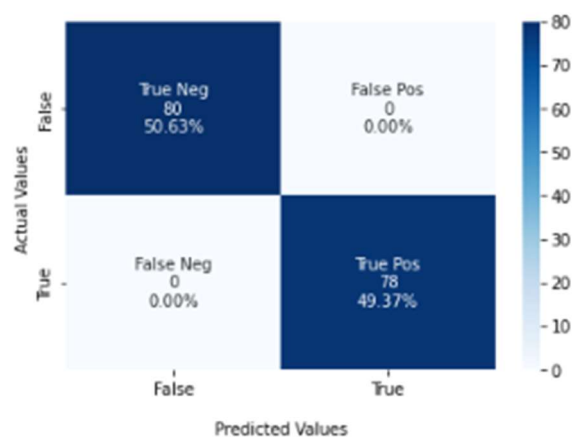 True Neg
80
50.63%
False Pos
0
0.00%
False Neg
0
0.00%
True Pos
78
49.37%
False
True
Actual Values
False
True
Predicted Values
80
70
60
50
40
30
20
10
0